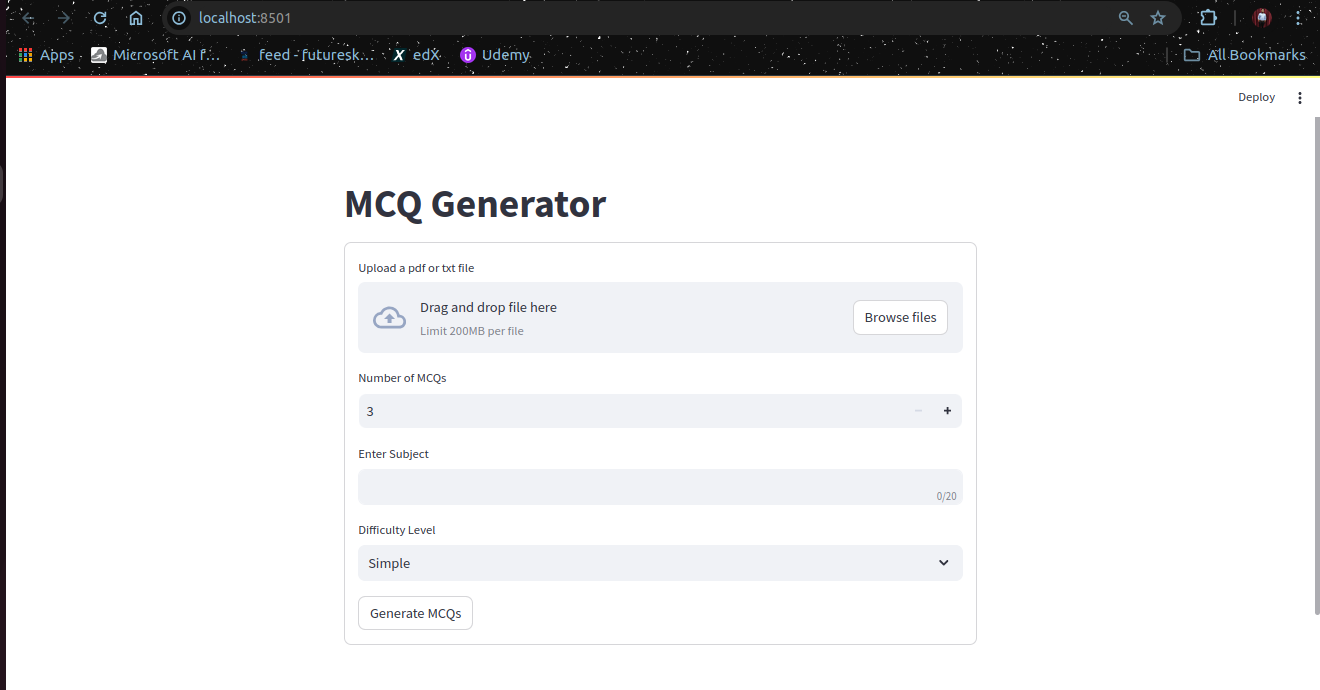 localhost:8501
Apps Microsoft AI f... feed - futuresk... edX Udemy All Bookmarks
Deploy
MCQ Generator
Upload a pdf or txt file
Drag and drop file here
Limit 200MB per file
Browse files
Number of MCQs
3
Enter Subject
0/20
Difficulty Level
Simple
Generate MCQs